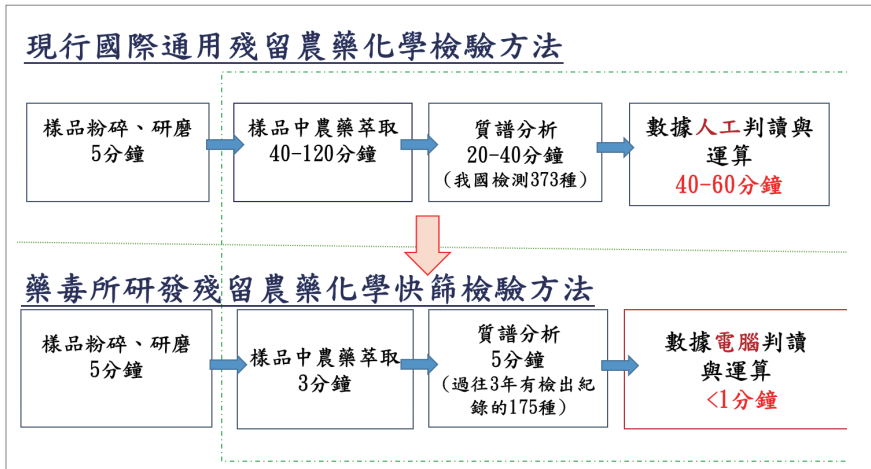 現行國際通用殘留農藥化學檢驗方法
樣品粉碎、研磨
5分鐘
樣品中農藥萃取
40-120分鐘
質譜分析
20-40分鐘
(我國檢測373種)
數據人工判讀與
運算
40-60分鐘
藥毒所研發殘留農藥化學快篩檢驗方法
樣品粉碎、研磨
5分鐘
樣品中農藥萃取
3分鐘
質譜分析
5分鐘
(過往3年有檢出紀
錄的175種)
數據電腦判讀
與運算
<1分鐘